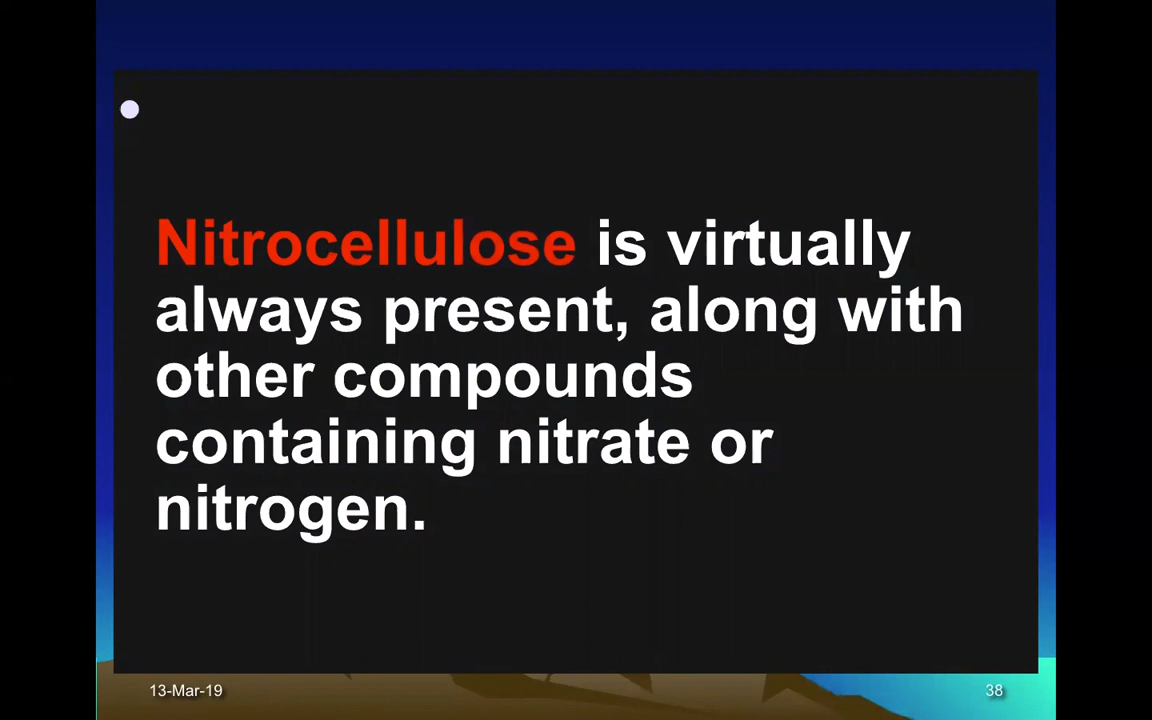 Nitrocellulose is virtually
always present, along with
other compounds
containing nitrate or
nitrogen.
13-Mar-19
38